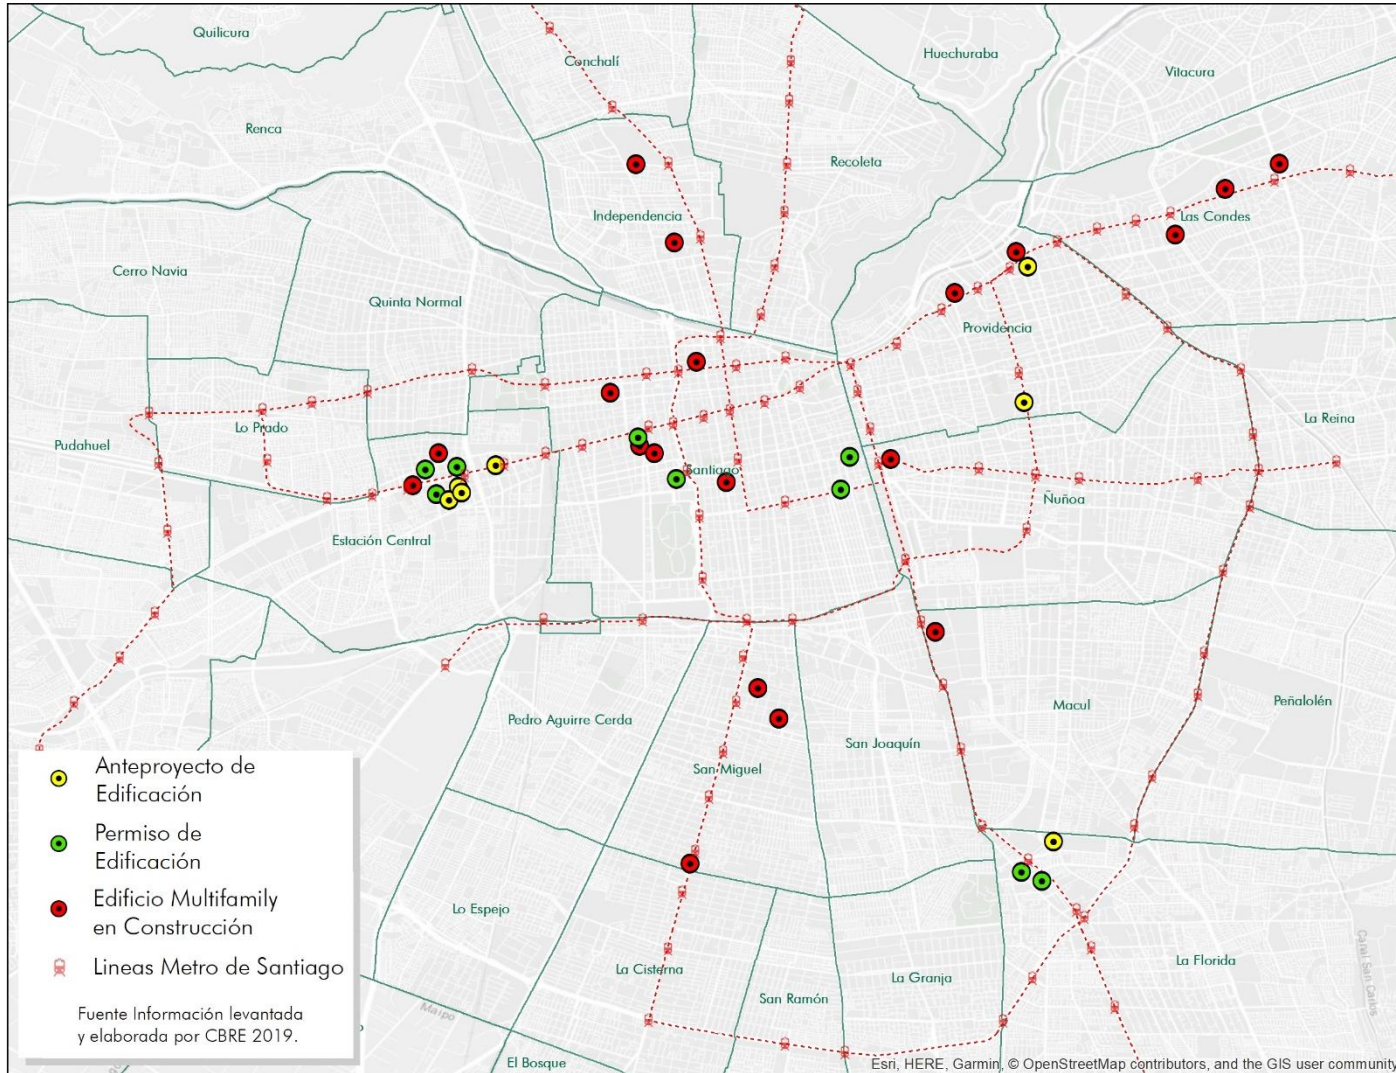 Quilicura
Conchalí
Huechuraba
Vitacura
Renca
Recoleta
Independencia
Las Condes
Cerro Navia
Quinta Normal
Providencia
La Reina
Lo Prado
Pudahuel
Santiago
Ñuñoa
Estación Central
Macul
Peñalolén
Pedro Aguirre Cerda
San Joaquín
San Miguel
Lo Espejo
La Cisterna
San Ramón
La Granja
La Florida
El Bosque
Maipo
Canal San Carlos
Anteproyecto de
Edificación
Permiso de
Edificación
Edificio Multifamily
en Construcción
Lineas Metro de Santiago
Fuente Información levantada
y elaborada por CBRE 2019.
Esri, HERE, Garmin, © OpenStreetMap contributors, and the GIS user community